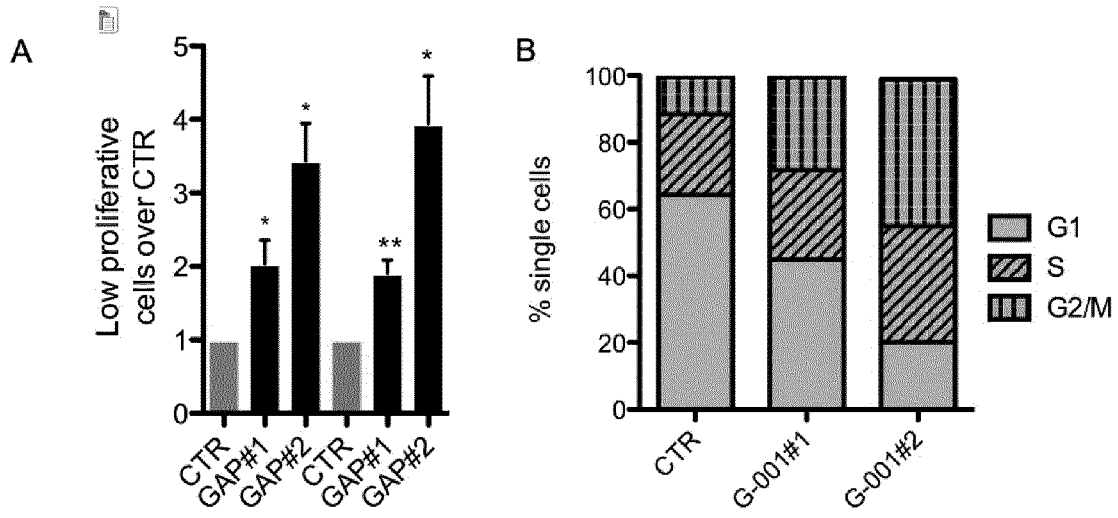 A
Low proliferative
cells over CTR
5
4
3
2
1
0
*
*
**
*
CTR
GAP#1
GAP#2
CTR
GAP#1
GAP#2
B
% single cells
100
80
60
40
20
0
CTR
G-001#1
G-001#2
G1
S
G2/M